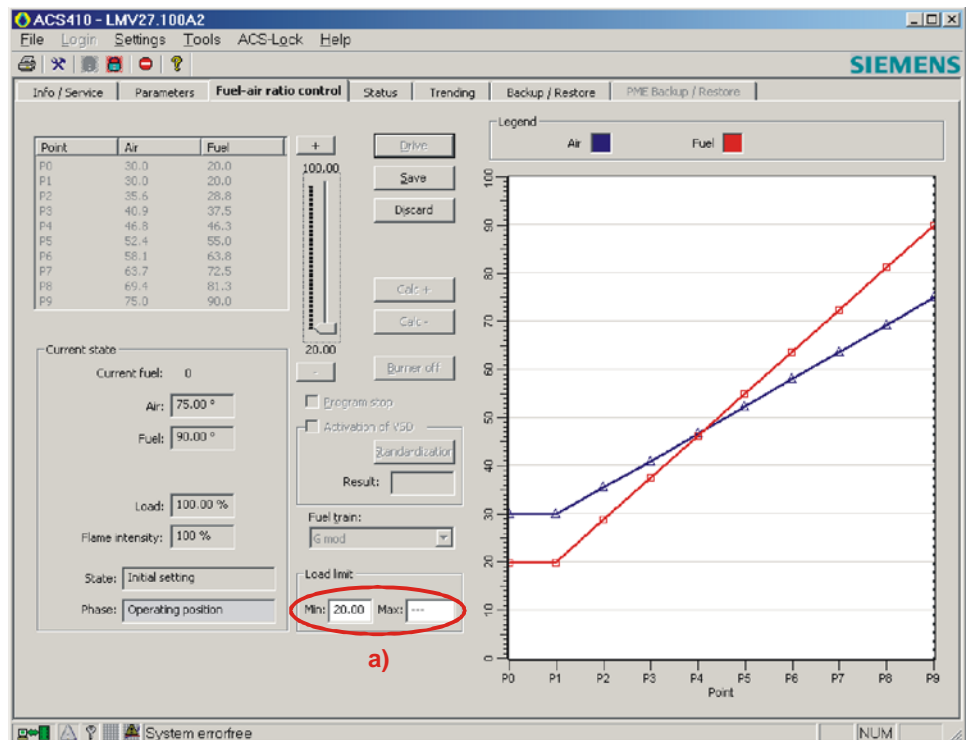 ACS410 - LMV27.100A2
File Login Settings Tools ACS-Lock Help
SIEMENS
Info / Service Parameters Fuel-air ratio control Status Trending Backup / Restore PME Backup / Restore
Point Air Fuel
P0 30.0 20.0
P1 30.0 20.0
P2 35.6 28.8
P3 40.9 37.5
P4 46.8 46.3
P5 52.4 55.0
P6 58.1 63.8
P7 63.7 72.5
P8 69.4 81.3
P9 75.0 90.0
+
100.00
20.00
-
Drive
Save
Discard
Calc +
Calc -
Burner off
Program stop
Activation of VSD
Standardization
Result:
Fuel train:
G mod
Load limit
Min: 20.00 Max: ---
a)
Current state
Current fuel: 0
Air: 75.00 °
Fuel: 90.00 °
Load: 100.00 %
Flame intensity: 100 %
State: Initial setting
Phase: Operating position
Legend
Air Fuel
100
90
80
70
60
50
40
30
20
10
0
P0 P1 P2 P3 P4 P5 P6 P7 P8 P9
Point
System errorfree
NUM